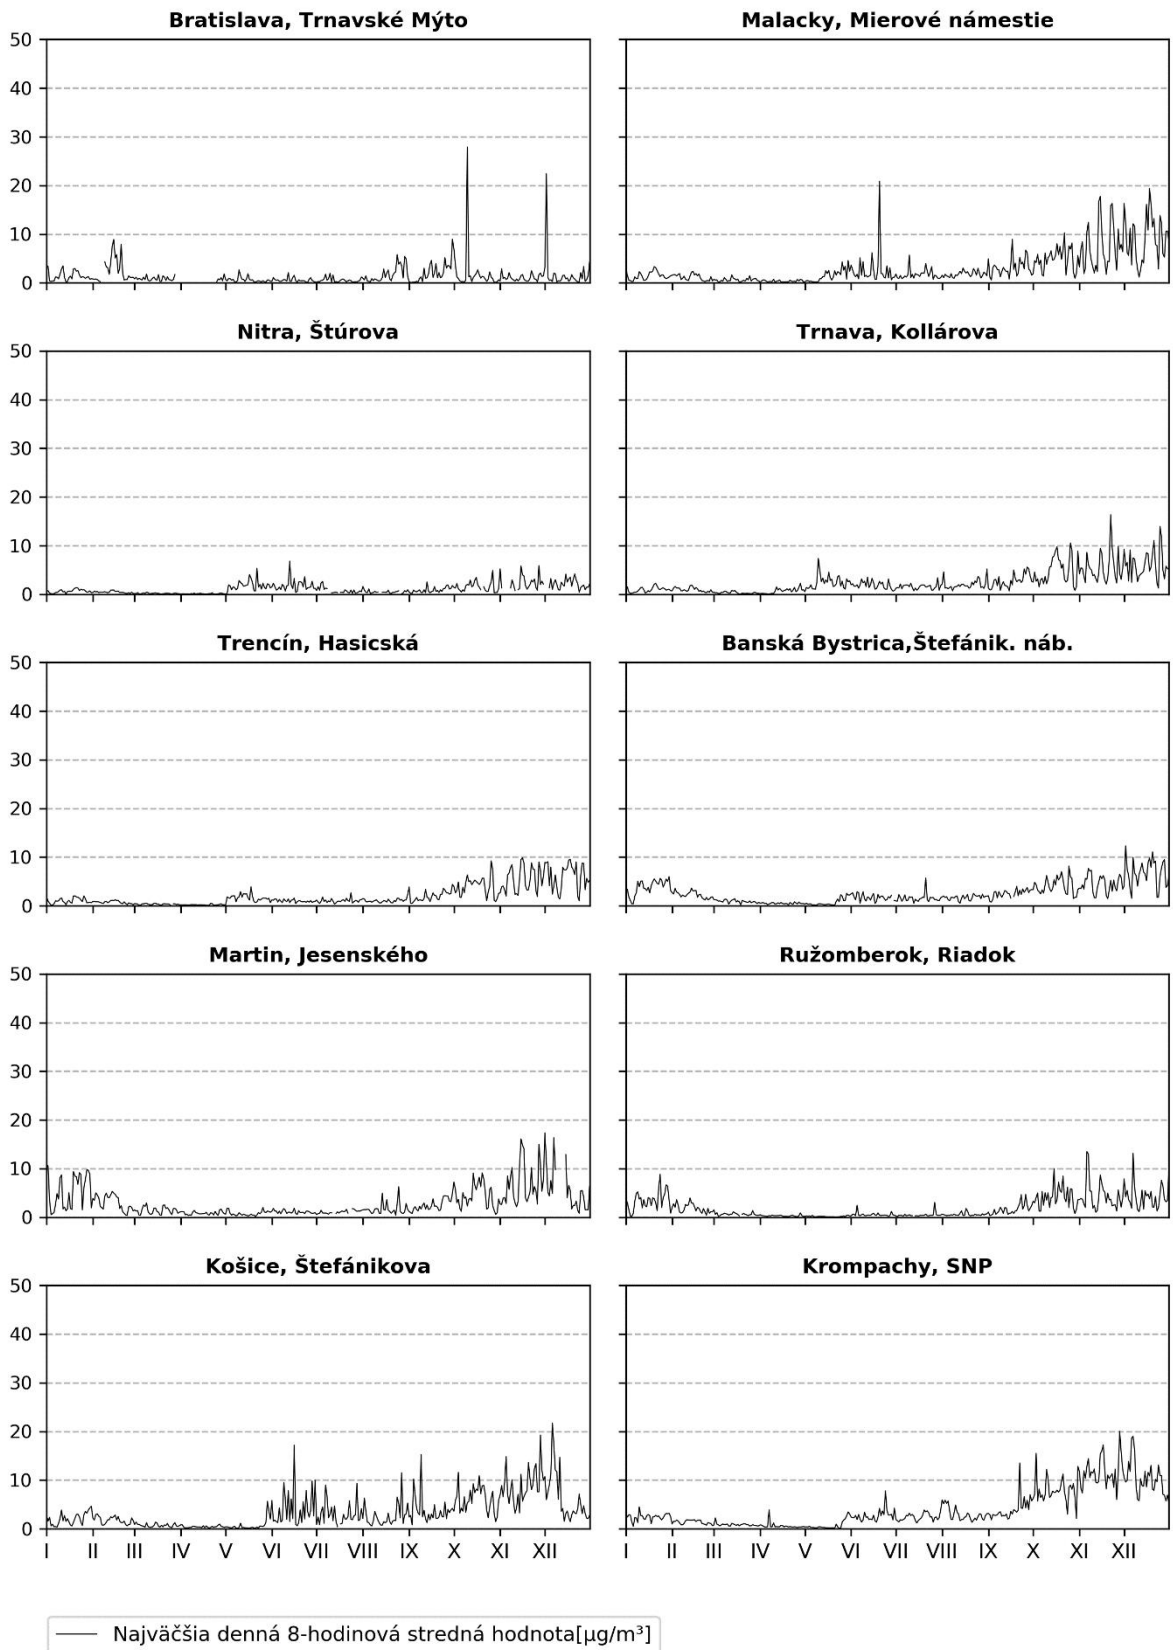 Bratislava, Trnavské Mýto
50
40
30
20
10
0
Malacky, Mierové námestie
Nitra, Štúrova
50
40
30
20
10
0
Trnava, Kollárova
Trencín, Hasicská
50
40
30
20
10
0
Banská Bystrica,Štefánik. náb.
Martin, Jesenského
50
40
30
20
10
0
Ružomberok, Riadok
Košice, Štefánikova
50
40
30
20
10
0
I II III IV V VI VII VIII IX X XI XII
Krompachy, SNP
I II III IV V VI VII VIII IX X XI XII
Najväčšia denná 8-hodinová stredná hodnota[µg/m³]